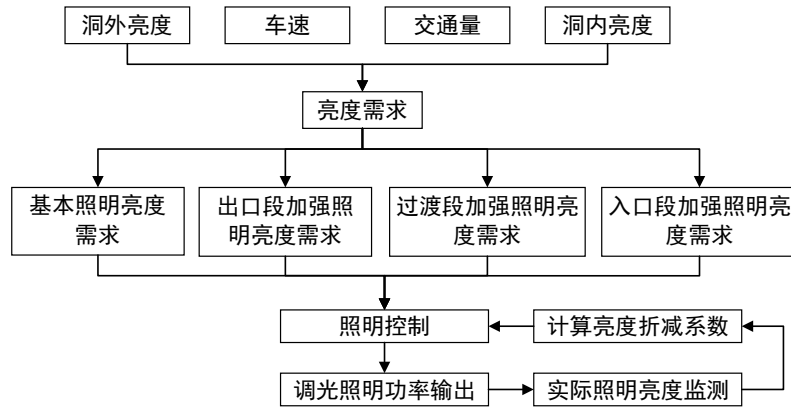 洞外亮度
车速
交通量
洞内亮度
亮度需求
基本照明亮度
需求
出口段加强照
明亮度需求
过渡段加强照明亮
度需求
入口段加强照明亮
度需求
照明控制
计算亮度折减系数
调光照明功率输出
实际照明亮度监测